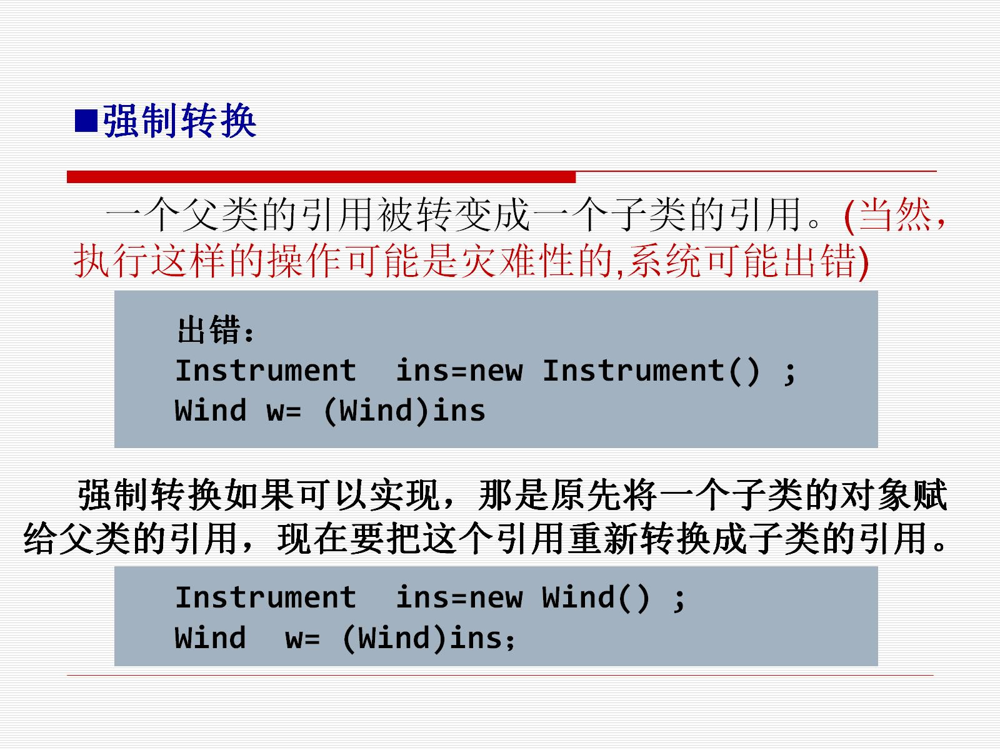 ■强制转换
一个父类的引用被转变成一个子类的引用。(当然，
执行这样的操作可能是灾难性的,系统可能出错)
出错：
Instrument  ins=new Instrument() ;
Wind w= (Wind)ins
强制转换如果可以实现，那是原先将一个子类的对象赋
给父类的引用，现在要把这个引用重新转换成子类的引用。
Instrument  ins=new Wind() ;
Wind  w= (Wind)ins；